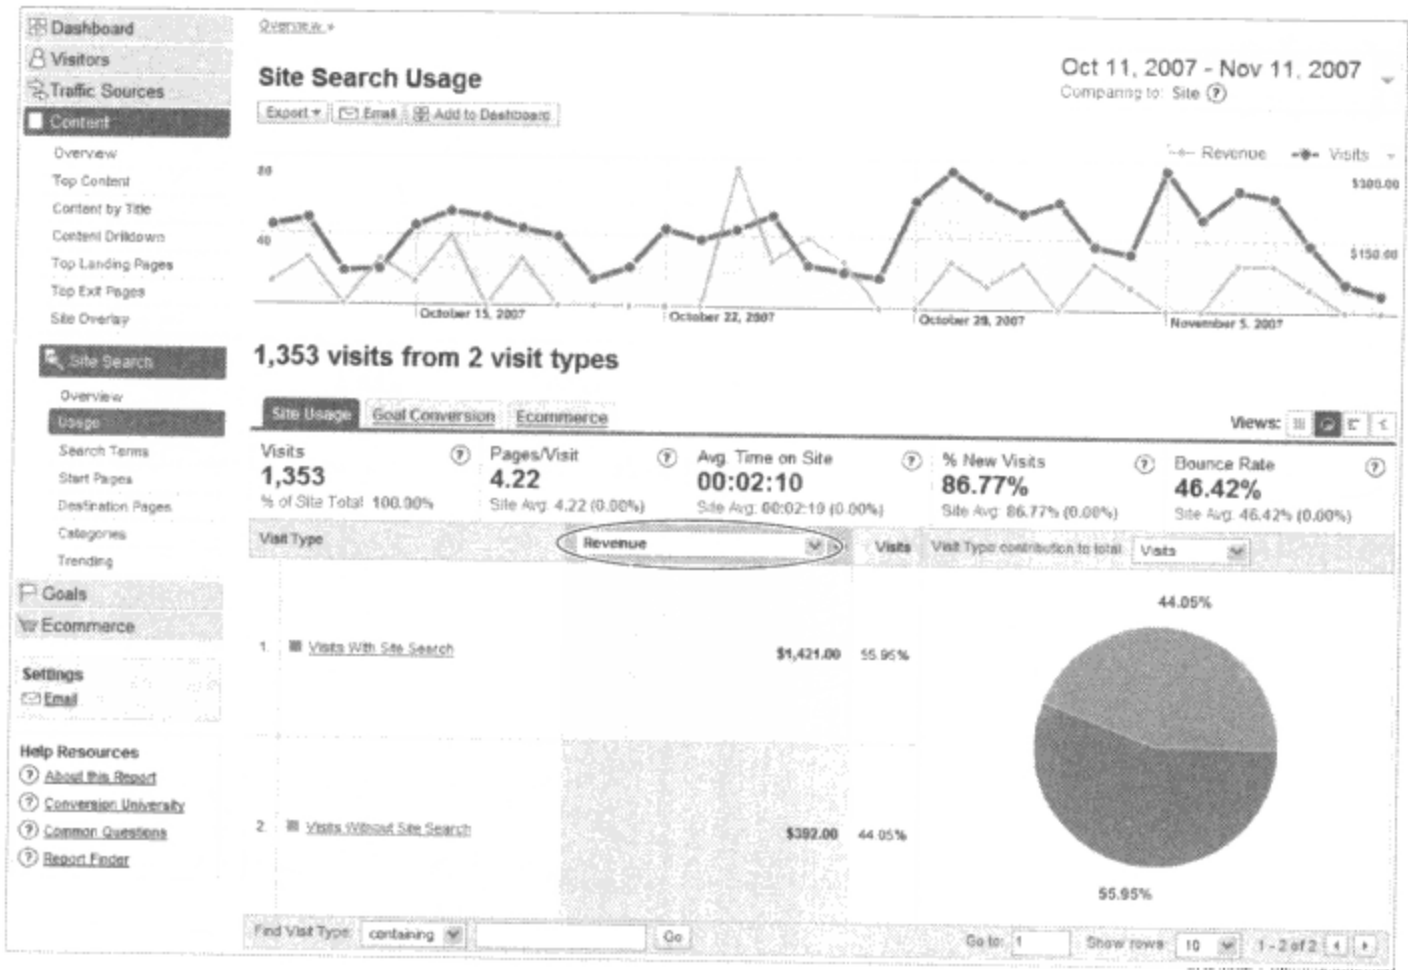 Dashboard
Visitors
Traffic Sources
Content
Overview
Top Content
Content by Title
Content Drilldown
Top Landing Pages
Top Exit Pages
Site Overlay
Site Search
Overview
Usage
Search Terms
Start Pages
Destination Pages
Categories
Trending
Goals
Ecommerce
Settings
Email
Help Resources
About this Report
Conversion University
Common Questions
Report Finder
Overview »
Site Search Usage
Oct 11, 2007 - Nov 11, 2007
Comparing to: Site
Export Email Add to Dashboard
Revenue Visits
80 $300.00
40 $150.00
October 15, 2007 October 22, 2007 October 29, 2007 November 5, 2007
1,353 visits from 2 visit types
Site Usage Goal Conversion Ecommerce Views:
Visits
1,353
% of Site Total: 100.00%
Pages/Visit
4.22
Site Avg: 4.22 (0.00%)
Avg. Time on Site
00:02:10
Site Avg: 00:02:10 (0.00%)
% New Visits
86.77%
Site Avg: 86.77% (0.00%)
Bounce Rate
46.42%
Site Avg: 46.42% (0.00%)
Visit Type Revenue Visits Visit Type contribution to total: Visits
1. Visits With Site Search $1,421.00 55.95%
2. Visits Without Site Search $392.00 44.05%
44.05%
55.95%
Find Visit Type: containing Go
Go to: 1 Show rows: 10 1 - 2 of 2